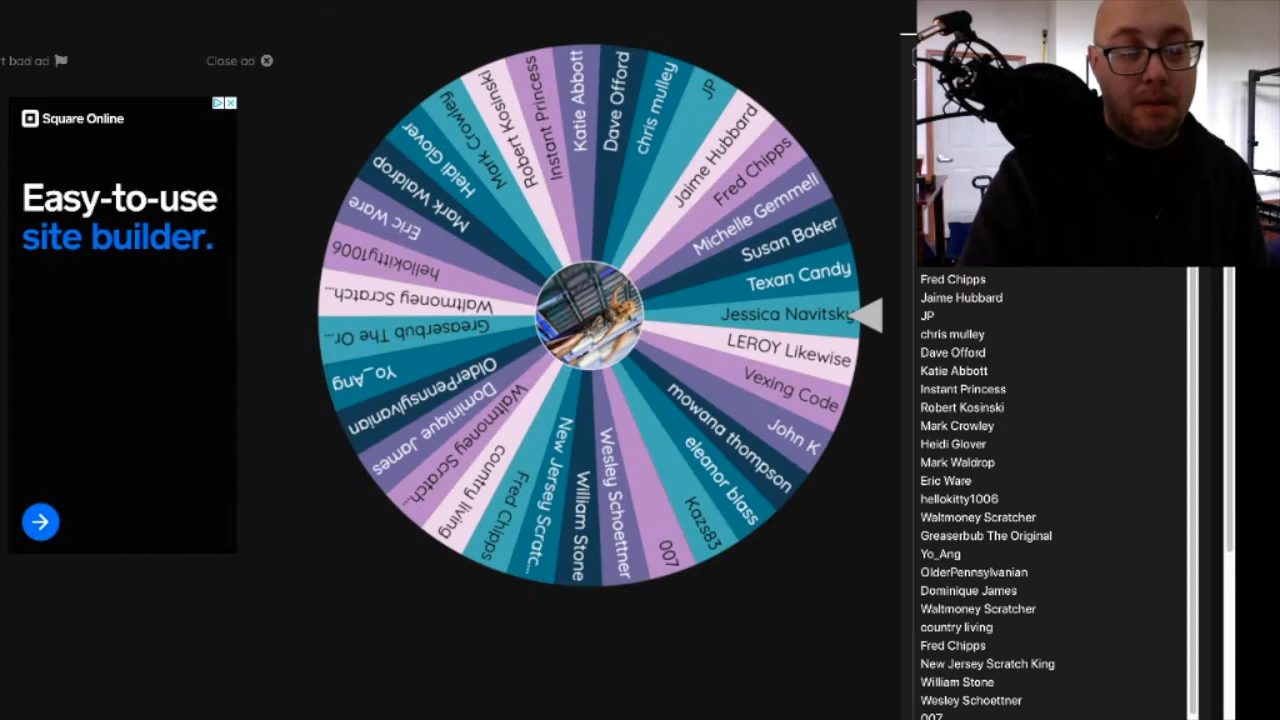 t bad ad
Close ad
Square Online
Easy-to-use
site builder.
Katie Abbott
Dave Offord
chris mulley
JP
Jaime Hubbard
Fred Chipps
Michelle Gemmell
Susan Baker
Texan Candy
Jessica Navitsky
LEROY Likewise
Vexing Code
John K
mowana thompson
eleanor blass
Kazs83
007
Wesley Schoettner
William Stone
New Jersey Scratc...
Fred Chipps
country living
Waltmoney Scratch...
Dominique James
OlderPennsylvanian
Yo_Ang
Greaserbub The Or...
Waltmoney Scratch...
hellokitty1006
Eric Ware
Mark Waldrop
Heidi Glover
Mark Crowley
Robert Kosinski
Instant Princess
Fred Chipps
Jaime Hubbard
JP
chris mulley
Dave Offord
Katie Abbott
Instant Princess
Robert Kosinski
Mark Crowley
Heidi Glover
Mark Waldrop
Eric Ware
hellokitty1006
Waltmoney Scratcher
Greaserbub The Original
Yo_Ang
OlderPennsylvanian
Dominique James
Waltmoney Scratcher
country living
Fred Chipps
New Jersey Scratch King
William Stone
Wesley Schoettner
007